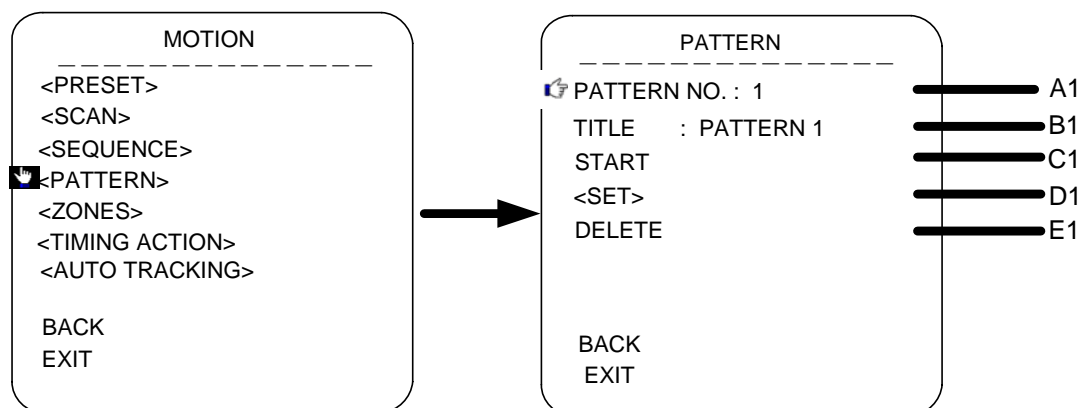 MOTION
<PRESET>
<SCAN>
<SEQUENCE>
<PATTERN>
<ZONES>
<TIMING ACTION>
<AUTO TRACKING>
BACK
EXIT
PATTERN
PATTERN NO. : 1
TITLE : PATTERN 1
START
<SET>
DELETE
BACK
EXIT
A1
B1
C1
D1
E1